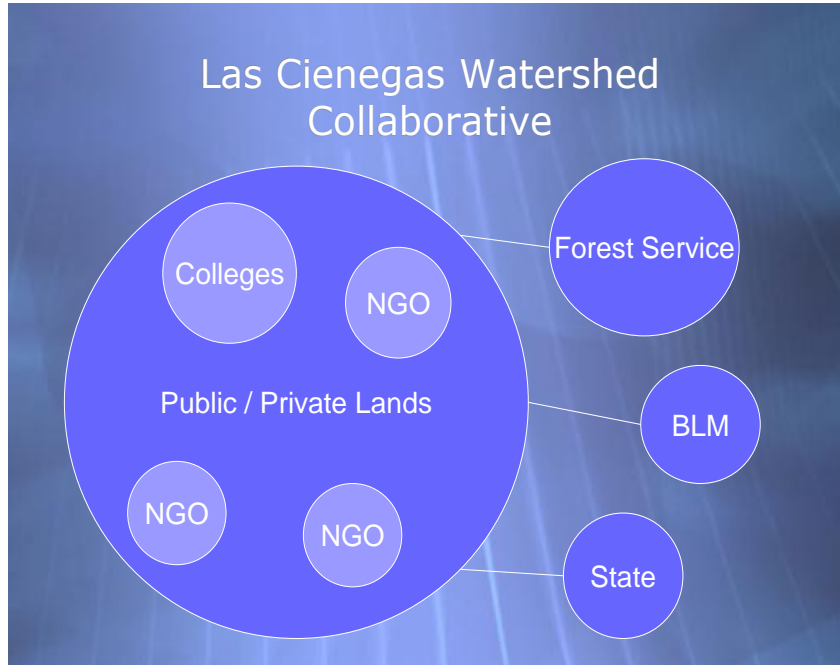 Las Cienegas Watershed
Collaborative
Colleges
NGO
Public / Private Lands
NGO
NGO
Forest Service
BLM
State